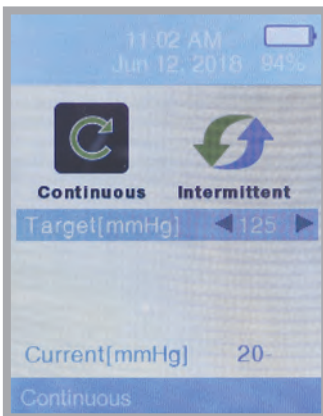 11:02 AM
Jun 12, 2018 94%
Continuous Intermittent
Target[mmHg] 125
Current[mmHg] 20-
Continuous